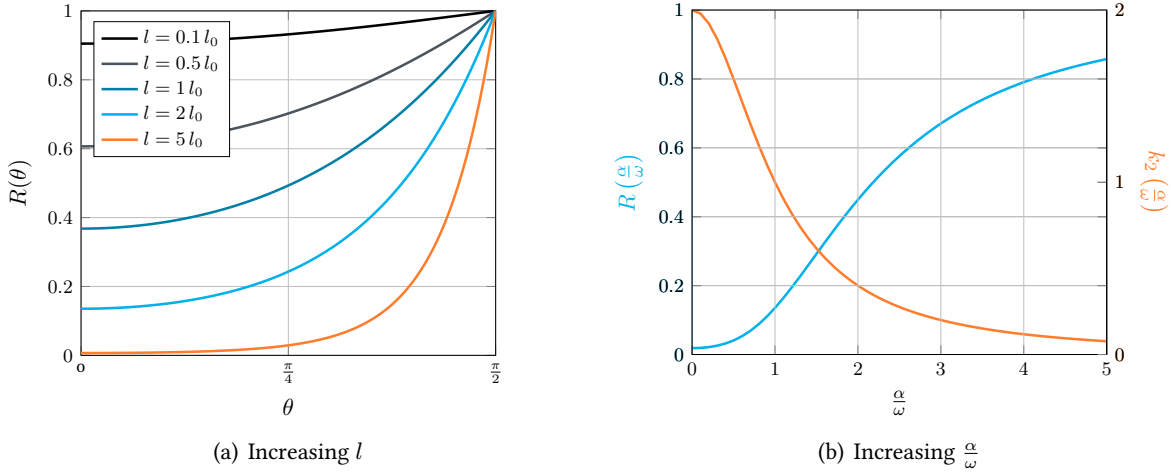 1
0.8
0.6
0.4
0.2
0
R(θ)
l = 0.1 l₀
l = 0.5 l₀
l = 1 l₀
l = 2 l₀
l = 5 l₀
0
π/4
π/2
θ
(a) Increasing l
1
0.8
0.6
0.4
0.2
0
R (α/ω)
2
1
0
k₂ (α/ω)
0
1
2
3
4
5
α/ω
(b) Increasing α/ω